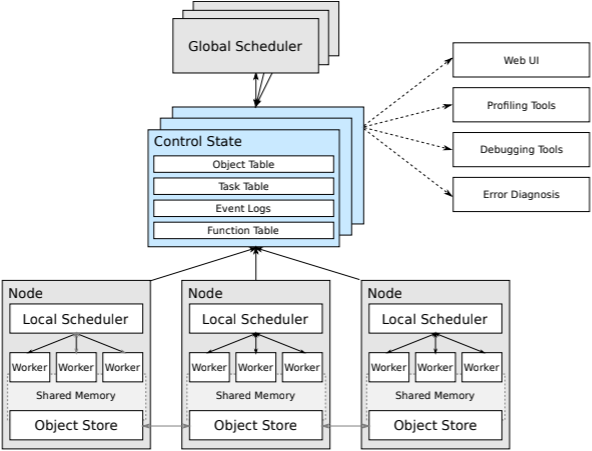 Global Scheduler
Web UI
Profiling Tools
Debugging Tools
Error Diagnosis
Control State
Object Table
Task Table
Event Logs
Function Table
Node
Local Scheduler
Worker Worker Worker
Shared Memory
Object Store
Node
Local Scheduler
Worker Worker Worker
Shared Memory
Object Store
Node
Local Scheduler
Worker Worker Worker
Shared Memory
Object Store